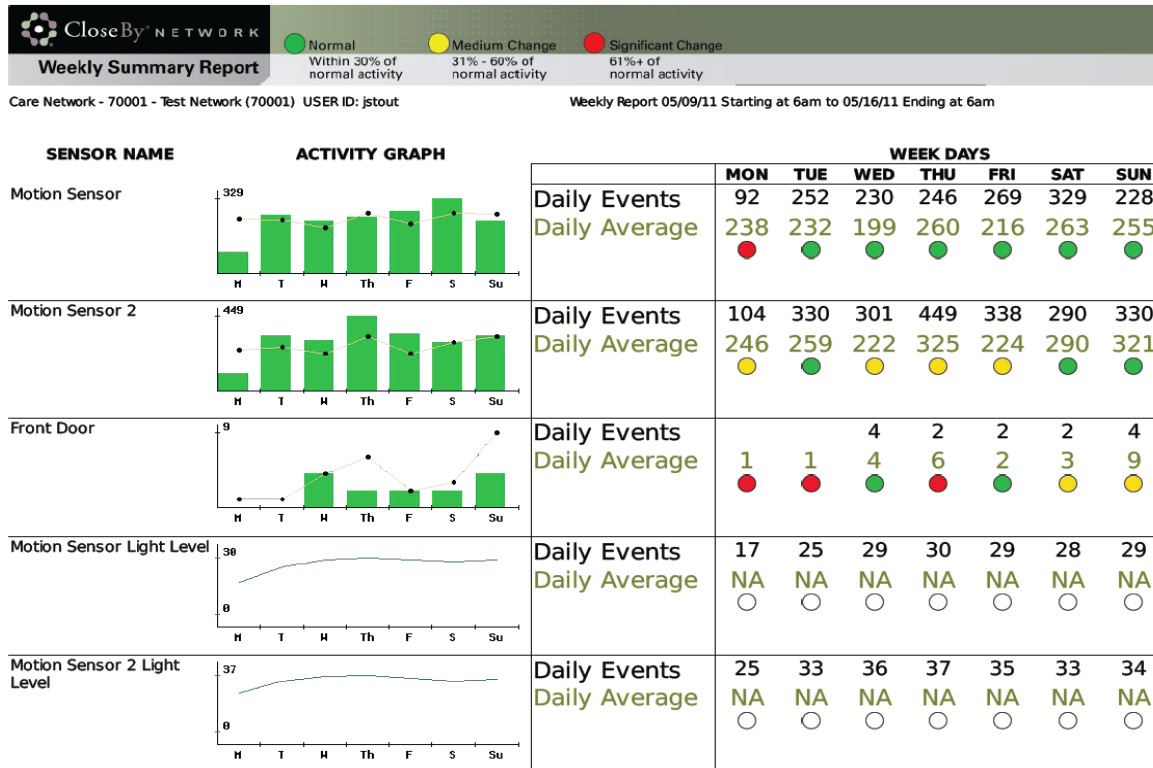 CloseBy NETWORK
Weekly Summary Report
Normal
Within 30% of
normal activity
Medium Change
31% - 60% of
normal activity
Significant Change
61%+ of
normal activity
Care Network - 70001 - Test Network (70001) USER ID: jstout
Weekly Report 05/09/11 Starting at 6am to 05/16/11 Ending at 6am
SENSOR NAME ACTIVITY GRAPH WEEK DAYS
MON TUE WED THU FRI SAT SUN
Motion Sensor
329
M T W Th F S Su
Daily Events 92 252 230 246 269 329 228
Daily Average 238 232 199 260 216 263 255
Motion Sensor 2
449
M T W Th F S Su
Daily Events 104 330 301 449 338 290 330
Daily Average 246 259 222 325 224 290 321
Front Door
9
M T W Th F S Su
Daily Events 4 2 2 2 4
Daily Average 1 1 4 6 2 3 9
Motion Sensor Light Level
30
0
M T W Th F S Su
Daily Events 17 25 29 30 29 28 29
Daily Average NA NA NA NA NA NA NA
Motion Sensor 2 Light
Level
37
0
M T W Th F S Su
Daily Events 25 33 36 37 35 33 34
Daily Average NA NA NA NA NA NA NA